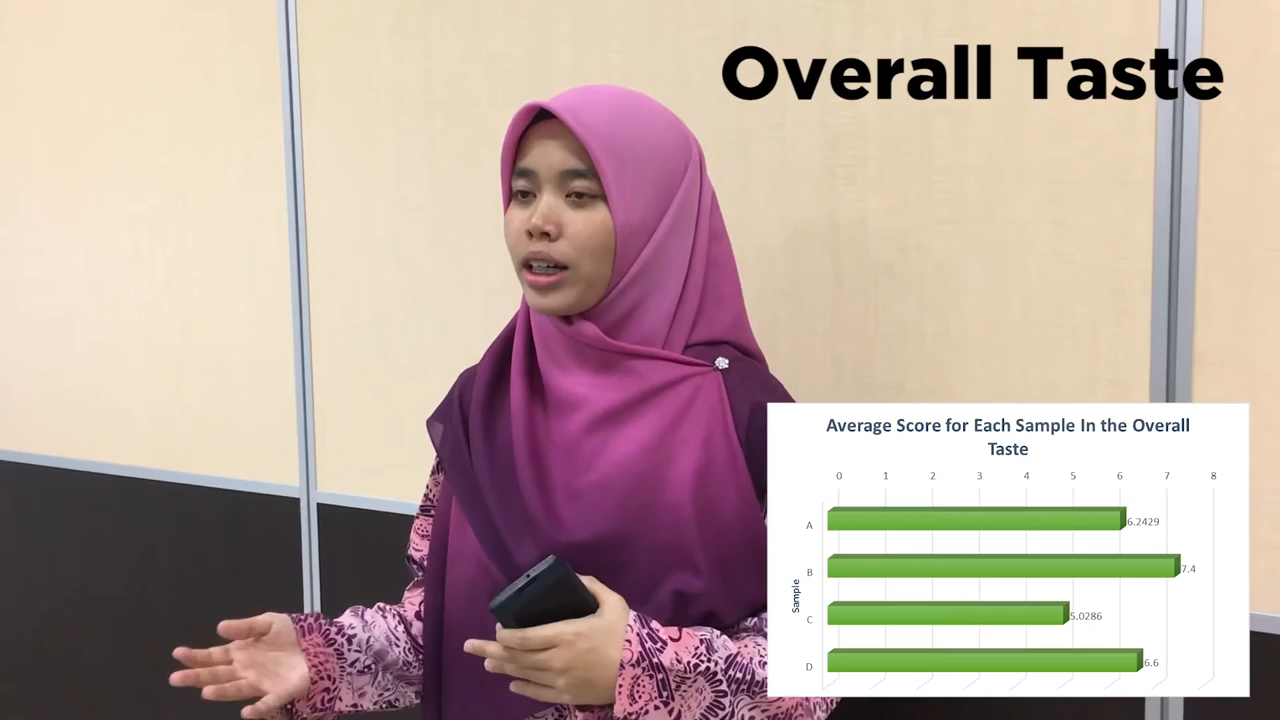 Overall Taste
Average Score for Each Sample In the Overall
Taste
0 1 2 3 4 5 6 7 8
A 6.2429
B 7.4
Sample
C 5.0286
D 6.6